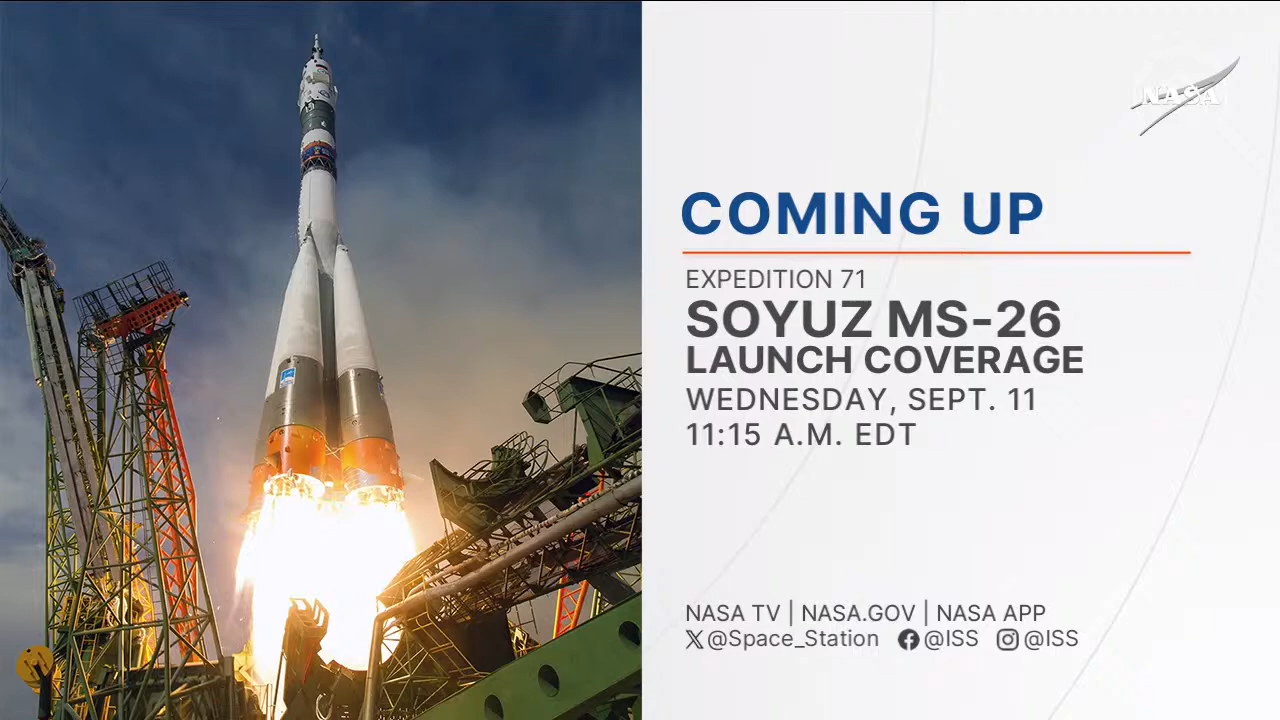 NASA
COMING UP
EXPEDITION 71
SOYUZ MS-26
LAUNCH COVERAGE
WEDNESDAY, SEPT. 11
11:15 A.M. EDT
NASA TV | NASA.GOV | NASA APP
@Space_Station @ISS @ISS